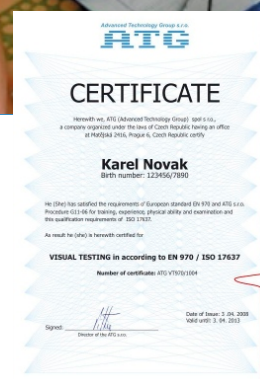 Advanced Technology Group s.r.o.
ATG
CERTIFICATE
Herewith we, ATG (Advanced Technology Group) spol s r.o.,
a company organized under the laws of Czech Republic having an office
at Matějská 2416, Prague 6, Czech Republic certify
Karel Novak
Birth number: 123456/7890
He (She) has satisfied the requirements of European standard EN 970 and ATG s.r.o.
Procedure G11-06 for training, experience, physical ability and examination and
this qualification requirements of ISO 17637.
As result he (she) is herewith certified for
VISUAL TESTING in according to EN 970 / ISO 17637
Number of certificate: ATG VT970/1004
Date of Issue: 3 .04. 2008
Valid until: 3. 04. 2013
Signed:
Director of the ATG s.r.o.